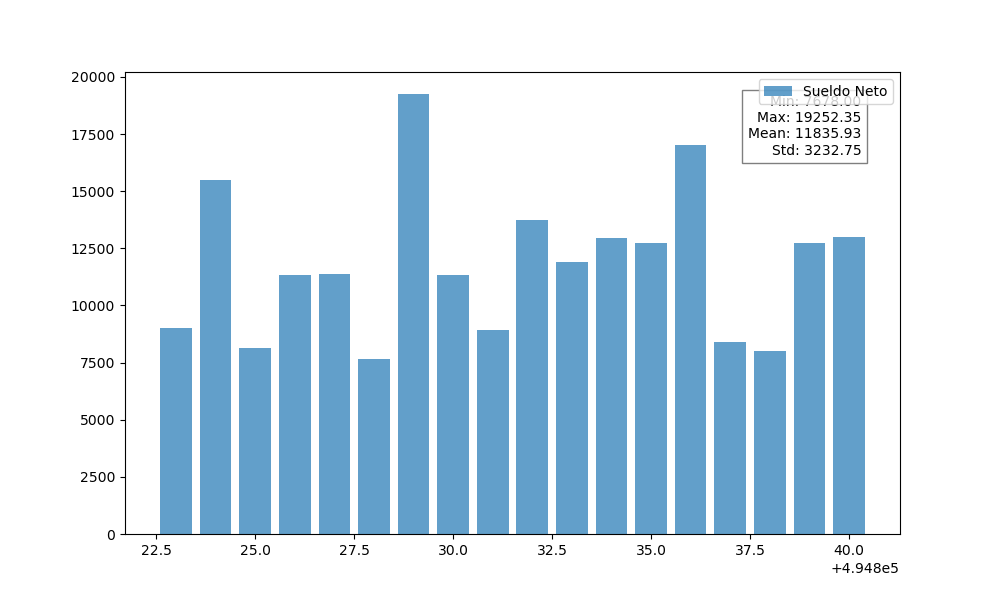 20000
17500
15000
12500
10000
7500
5000
2500
0
Sueldo Neto
Min: 7678.00
Max: 19252.35
Mean: 11835.93
Std: 3232.75
22.5 25.0 27.5 30.0 32.5 35.0 37.5 40.0
+4.948e5